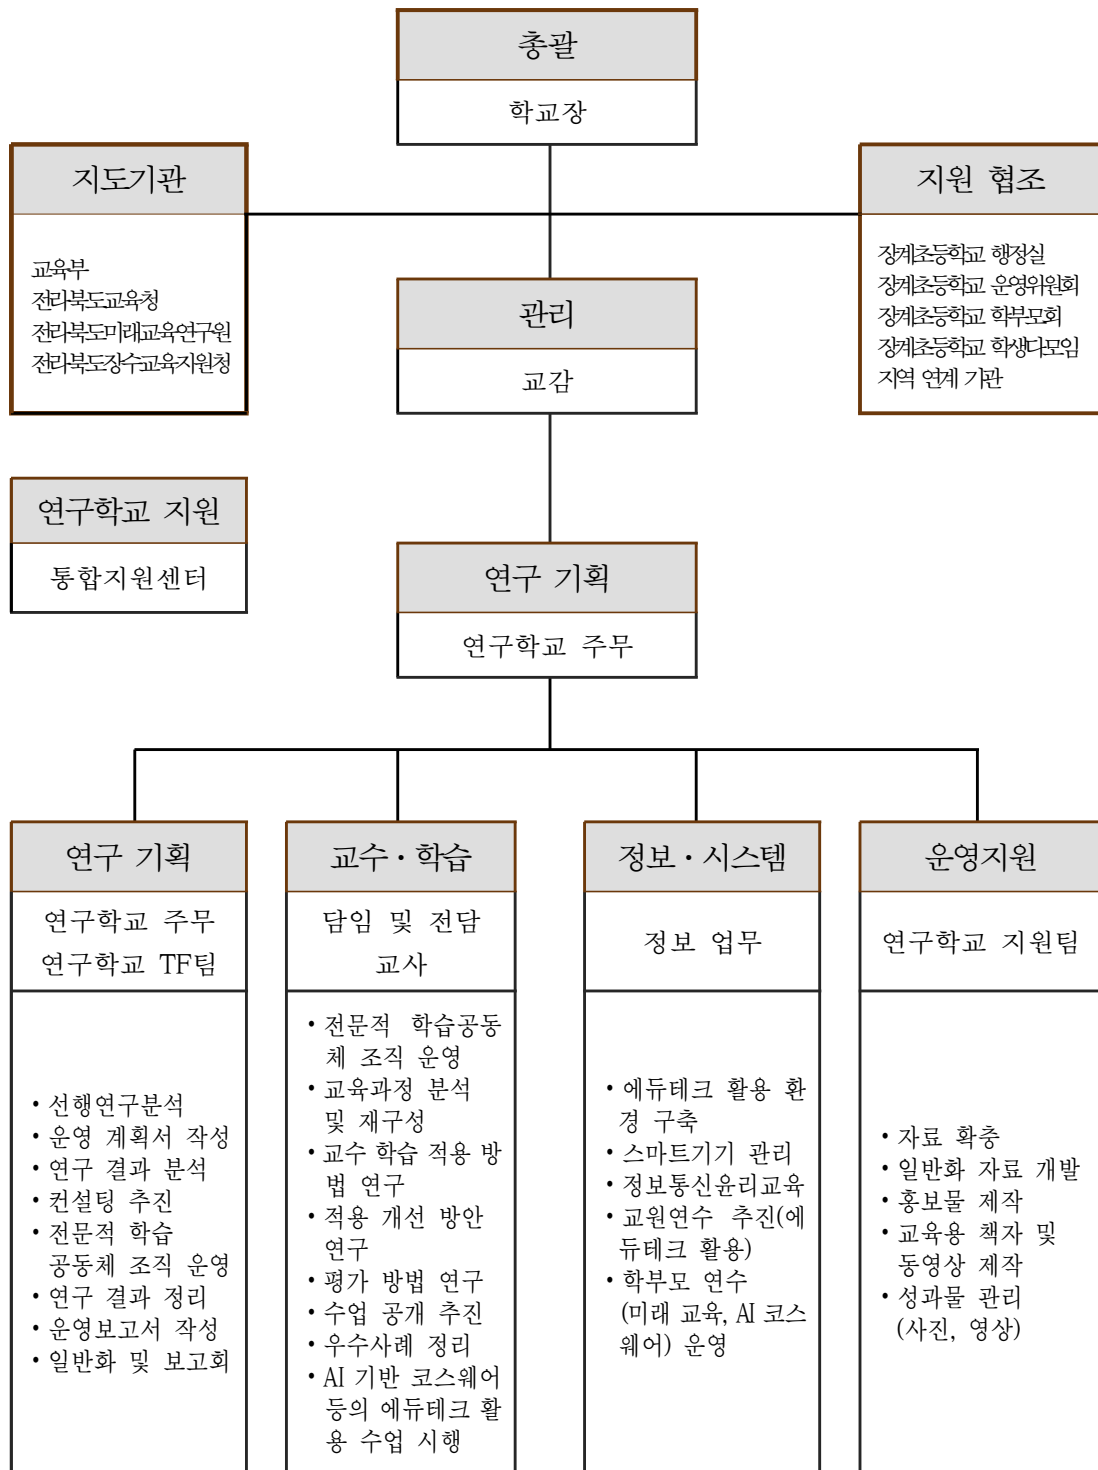 총괄
학교장
지도기관
교육부
전라북도교육청
전라북도미래교육연구원
전라북도장수교육지원청
지원 협조
장계초등학교 행정실
장계초등학교 운영위원회
장계초등학교 학부모회
장계초등학교 학생다모임
지역 연계 기관
관리
교감
연구학교 지원
통합지원센터
연구 기획
연구학교 주무
연구 기획
연구학교 주무
연구학교 TF팀
• 선행연구분석
• 운영 계획서 작성
• 연구 결과 분석
• 컨설팅 추진
• 전문적 학습
공동체 조직 운영
• 연구 결과 정리
• 운영보고서 작성
• 일반화 및 보고회
교수·학습
담임 및 전담
교사
• 전문적 학습공동
체 조직 운영
• 교육과정 분석
및 재구성
• 교수 학습 적용 방
법 연구
• 적용 개선 방안
연구
• 평가 방법 연구
• 수업 공개 추진
• 우수사례 정리
• AI 기반 코스웨어
등의 에듀테크 활
용 수업 시행
정보·시스템
정보 업무
• 에듀테크 활용 환
경 구축
• 스마트기기 관리
• 정보통신윤리교육
• 교원연수 추진(에
듀테크 활용)
• 학부모 연수
(미래 교육, AI 코스
웨어) 운영
운영지원
연구학교 지원팀
• 자료 확충
• 일반화 자료 개발
• 홍보물 제작
• 교육용 책자 및
동영상 제작
• 성과물 관리
(사진, 영상)